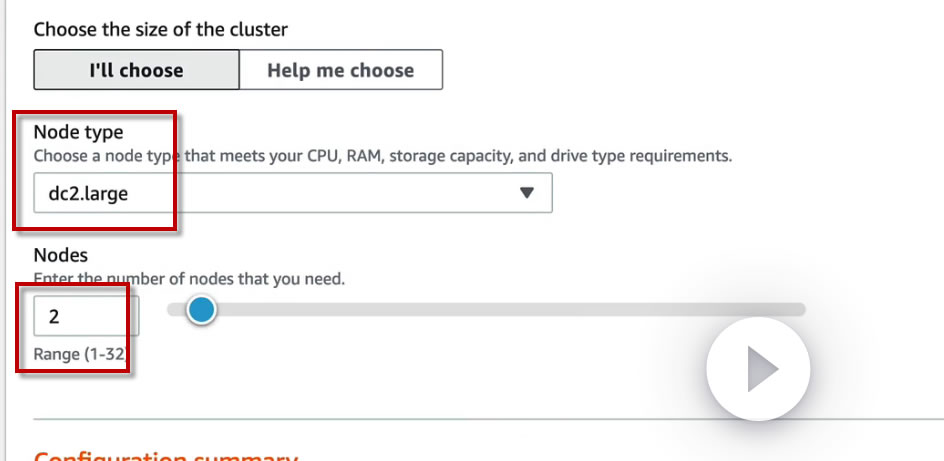 Choose the size of the cluster
I'll choose Help me choose
Node type
Choose a node type that meets your CPU, RAM, storage capacity, and drive type requirements.
dc2.large
Nodes
Enter the number of nodes that you need.
2
Range (1-32)
Configuration summary